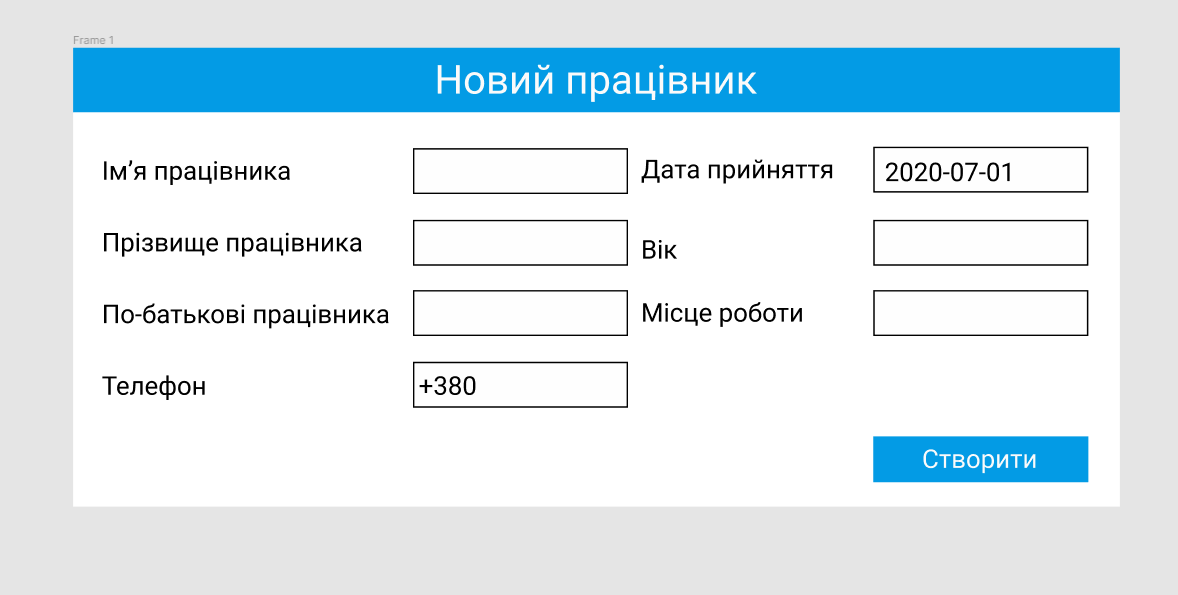 Frame 1
Новий працівник
Ім’я працівника
Дата прийняття
2020-07-01
Прізвище працівника
Вік
По-батькові працівника
Місце роботи
Телефон
+380
Створити